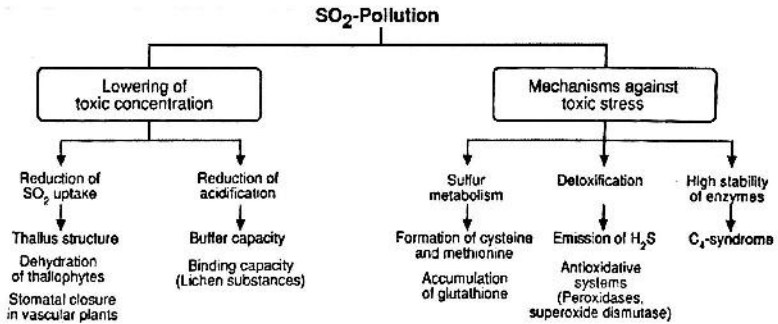 SO₂-Pollution
Lowering of
toxic concentration
Mechanisms against
toxic stress
Reduction of
SO₂ uptake
Reduction of
acidification
Sulfur
metabolism
Detoxification
High stability
of enzymes
Thallus structure
Dehydration
of thallophytes
Stomatal closure
in vascular plants
Buffer capacity
Binding capacity
(Lichen substances)
Formation of cysteine
and methionine
Accumulation
of glutathione
Emission of H₂S
Antioxidative
systems
(Peroxidases,
superoxide dismutase)
C₄-syndrome